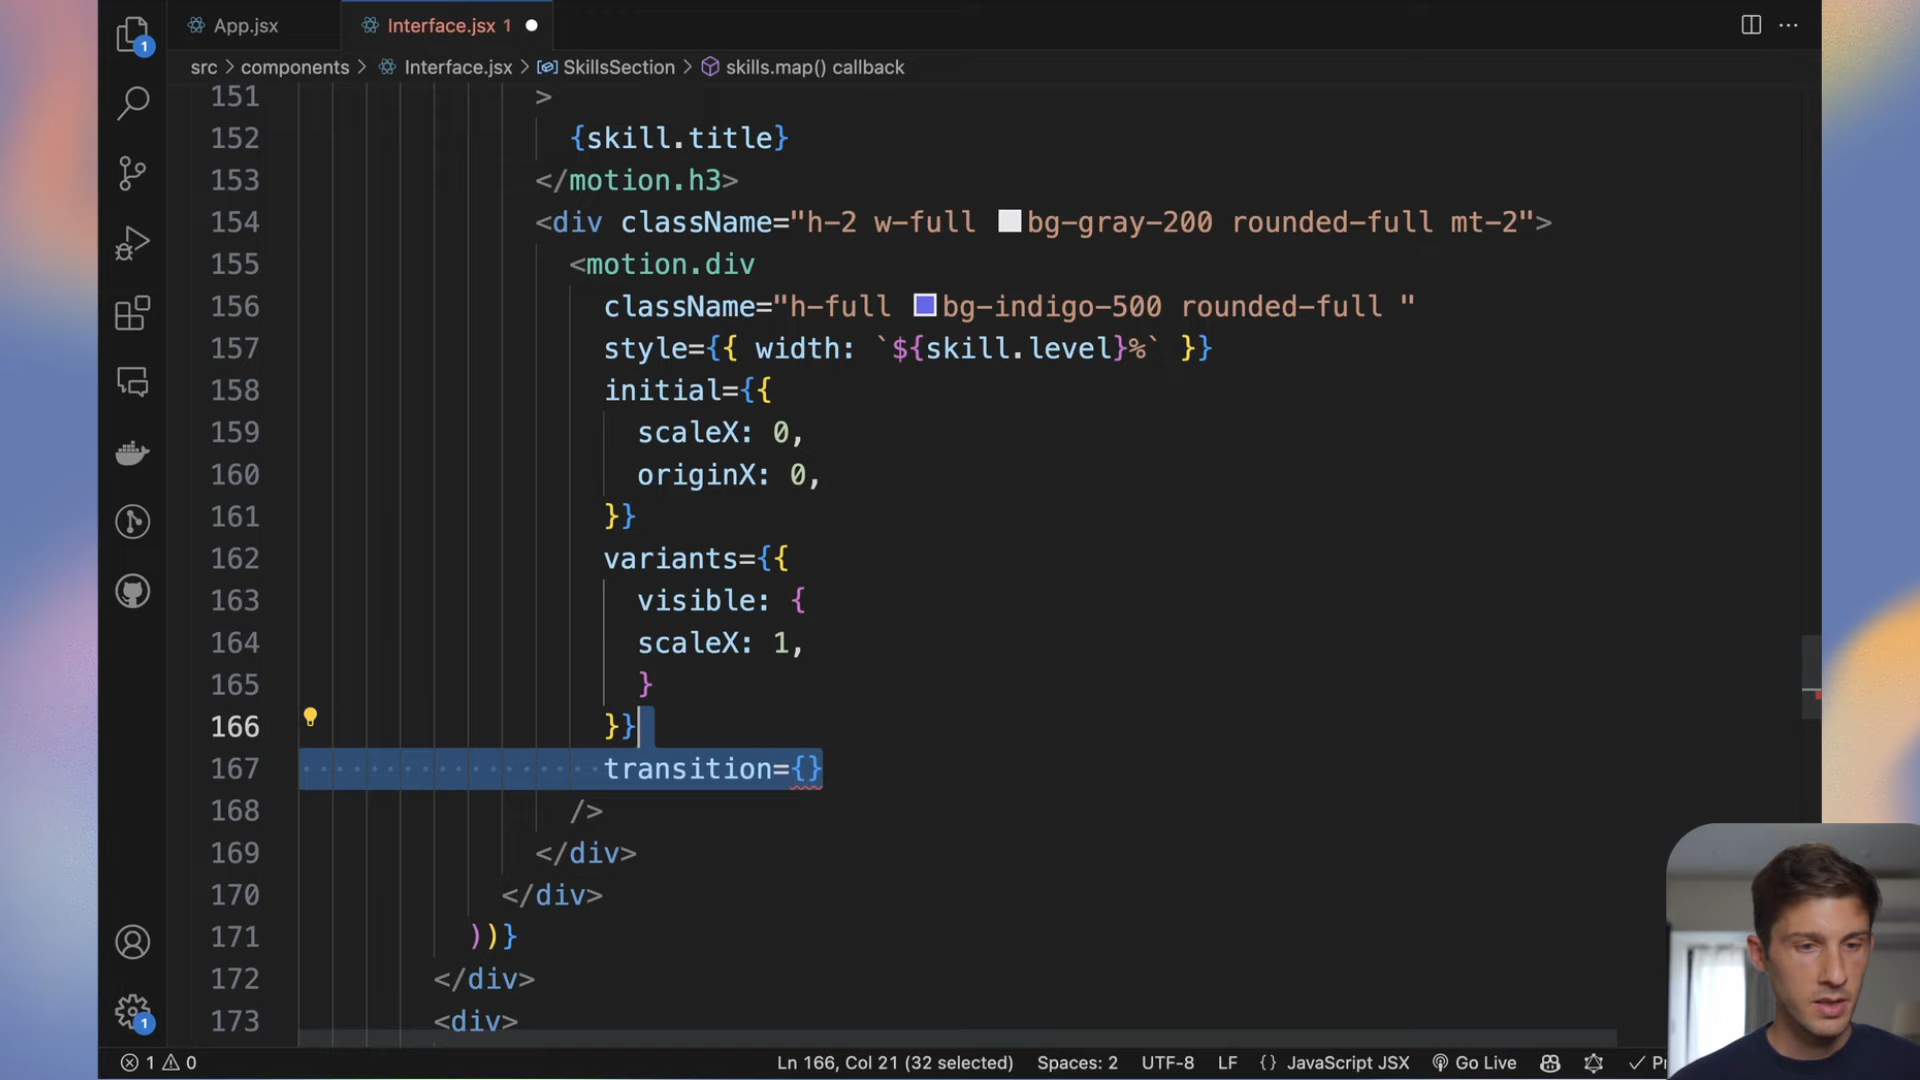 App.jsx
Interface.jsx 1
1
src > components > Interface.jsx > SkillsSection > skills.map() callback
151 >
152 {skill.title}
153 </motion.h3>
154 <div className="h-2 w-full bg-gray-200 rounded-full mt-2">
155 <motion.div
156 className="h-full bg-indigo-500 rounded-full "
157 style={{ width: `${skill.level}%` }}
158 initial={{
159 scaleX: 0,
160 originX: 0,
161 }}
162 variants={{
163 visible: {
164 scaleX: 1,
165 }
166 }}
167 transition={}
168 />
169 </div>
170 </div>
171 ))}
172 </div>
173 <div>
1
1 0
Ln 166, Col 21 (32 selected)
Spaces: 2
UTF-8
LF
{} JavaScript JSX
Go Live